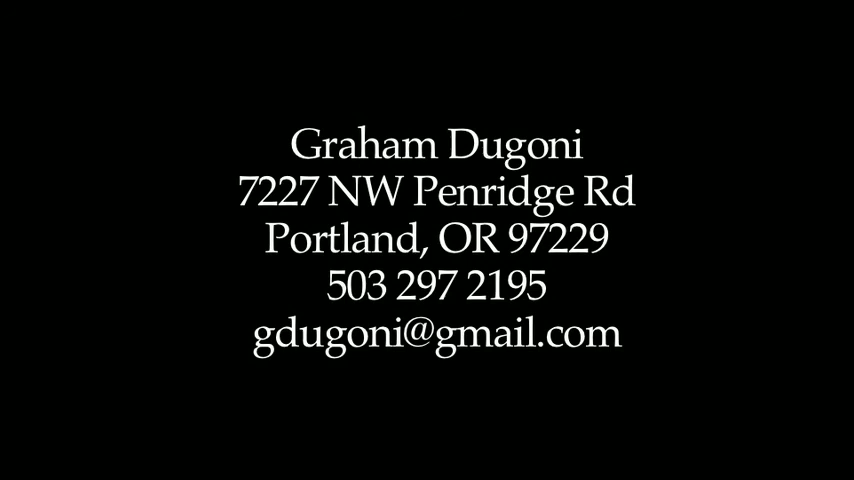 Graham Dugoni
7227 NW Penridge Rd
Portland, OR 97229
503 297 2195
gdugoni@gmail.com